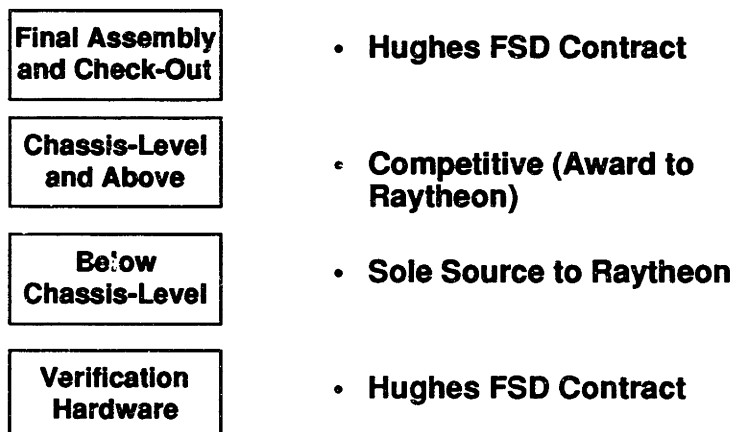 Final Assembly
and Check-Out
• Hughes FSD Contract
Chassis-Level
and Above
• Competitive (Award to
Raytheon)
Below
Chassis-Level
• Sole Source to Raytheon
Verification
Hardware
• Hughes FSD Contract